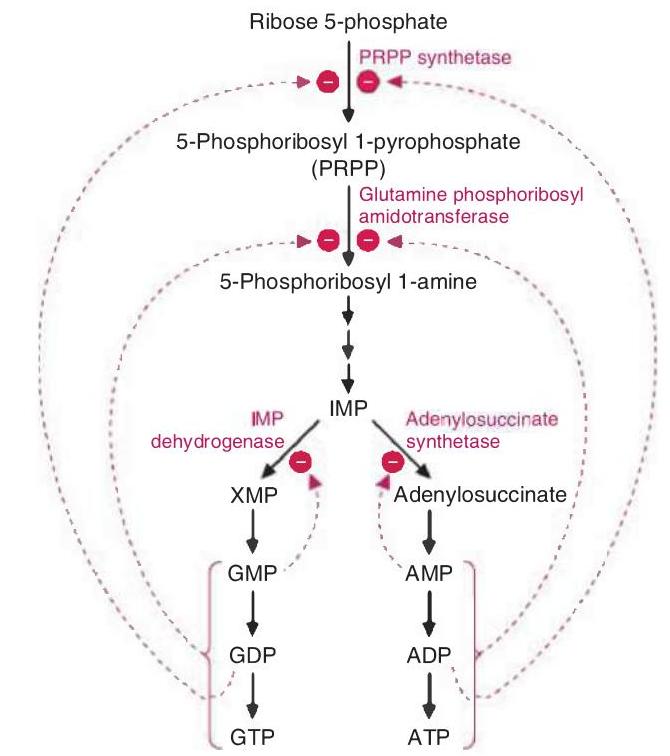 Ribose 5-phosphate
PRPP synthetase
−
−
5-Phosphoribosyl 1-pyrophosphate
(PRPP)
Glutamine phosphoribosyl
amidotransferase
−
−
5-Phosphoribosyl 1-amine
IMP
IMP
dehydrogenase
Adenylosuccinate
synthetase
−
−
XMP
Adenylosuccinate
GMP
AMP
GDP
ADP
GTP
ATP